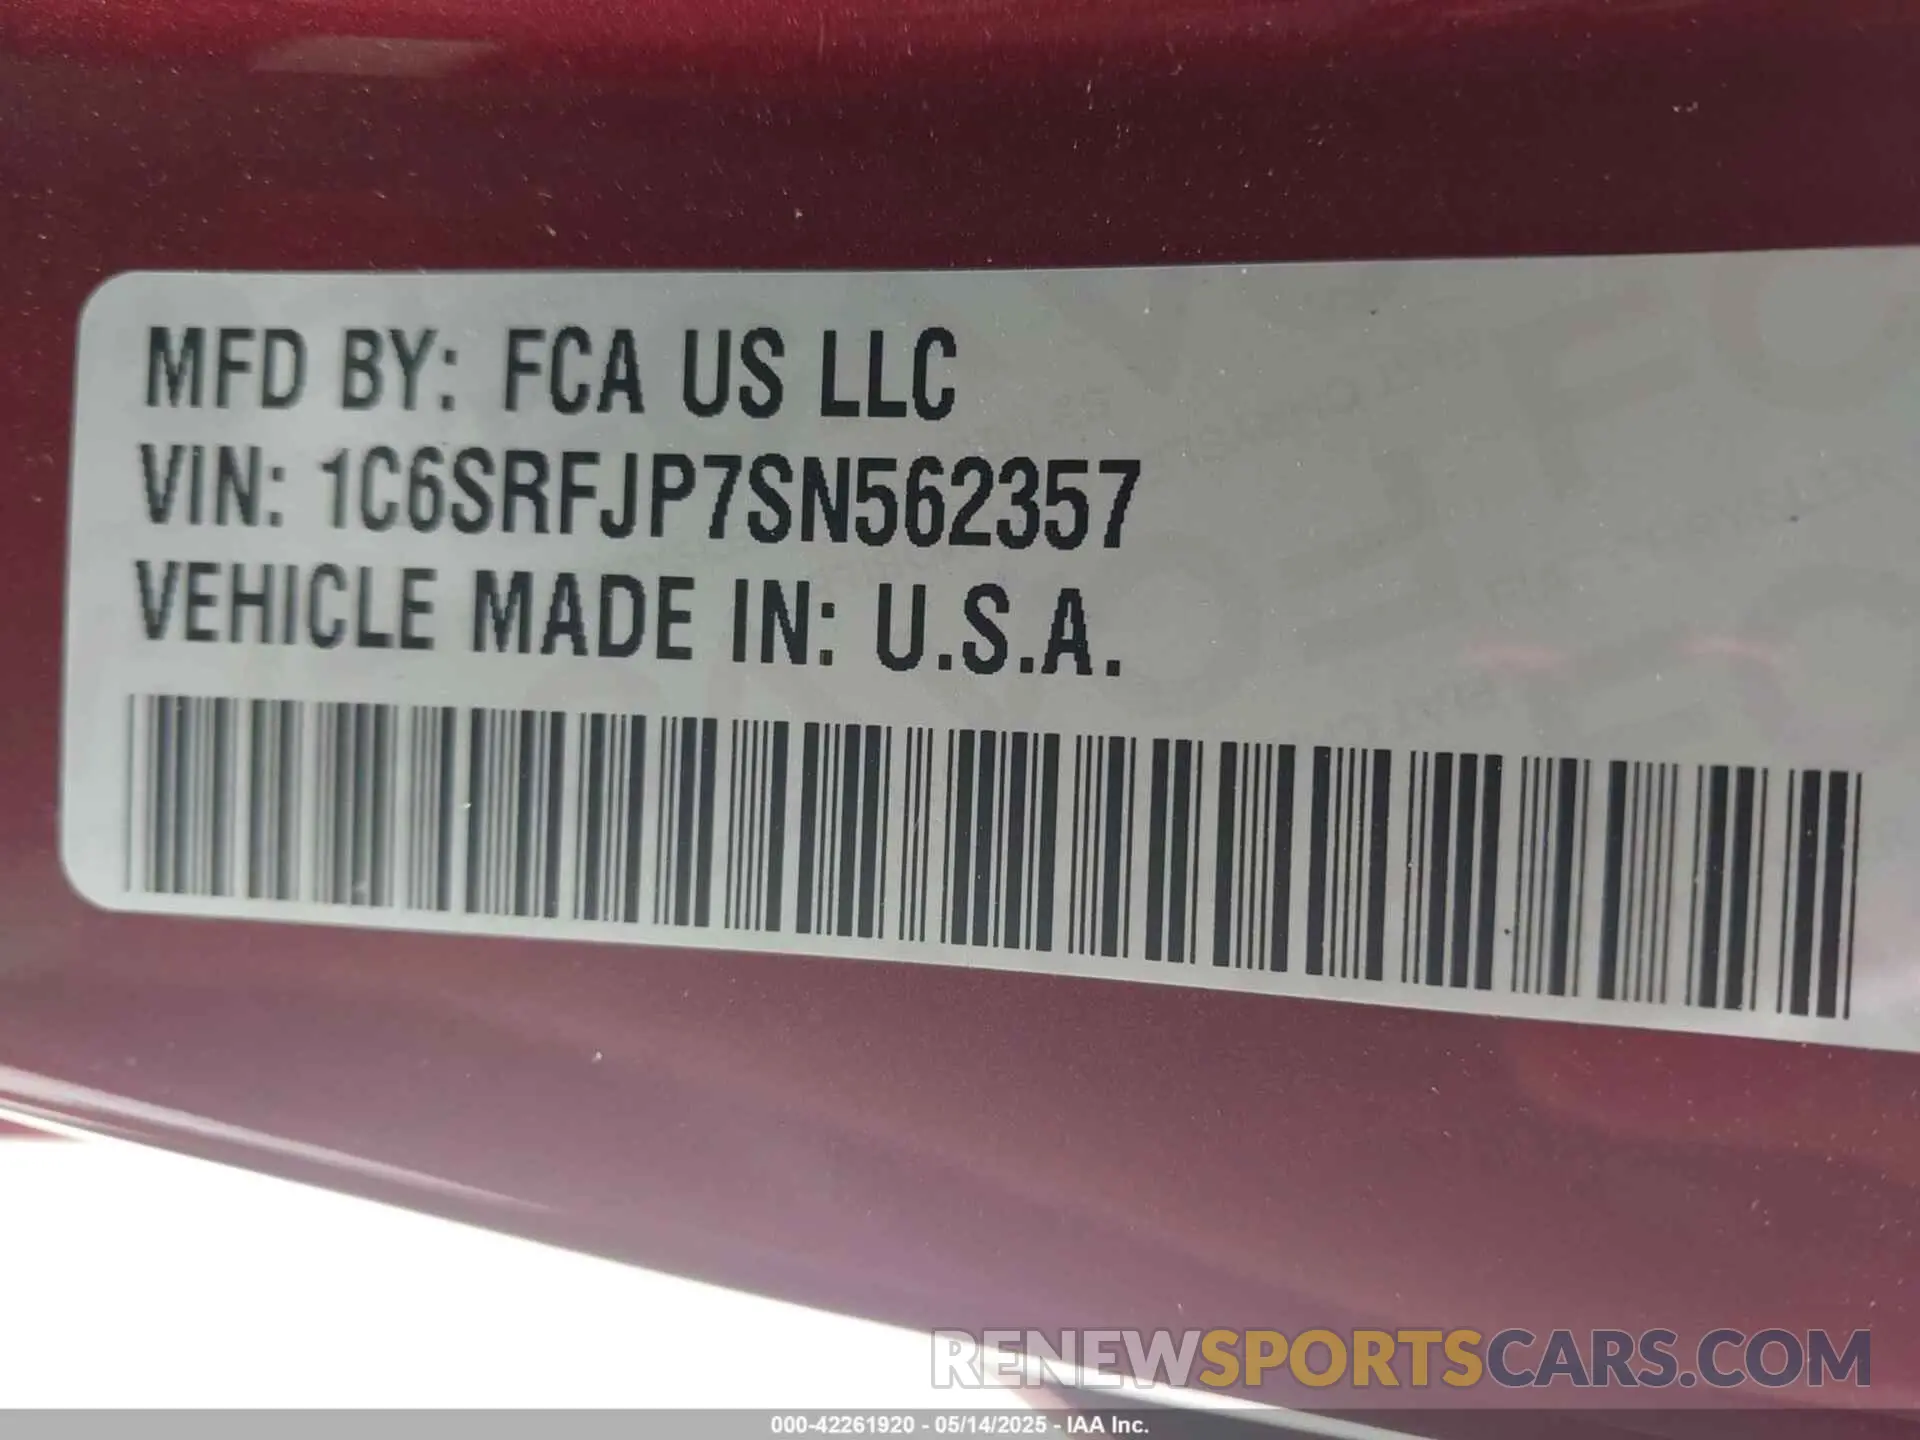 MFD BY: FCA US LLC
VIN: 1C6SRFJP7SN562357
VEHICLE MADE IN: U.S.A.
RENEWSPORTSCARS.COM
000-42261920 - 05/14/2025 - IAA Inc.